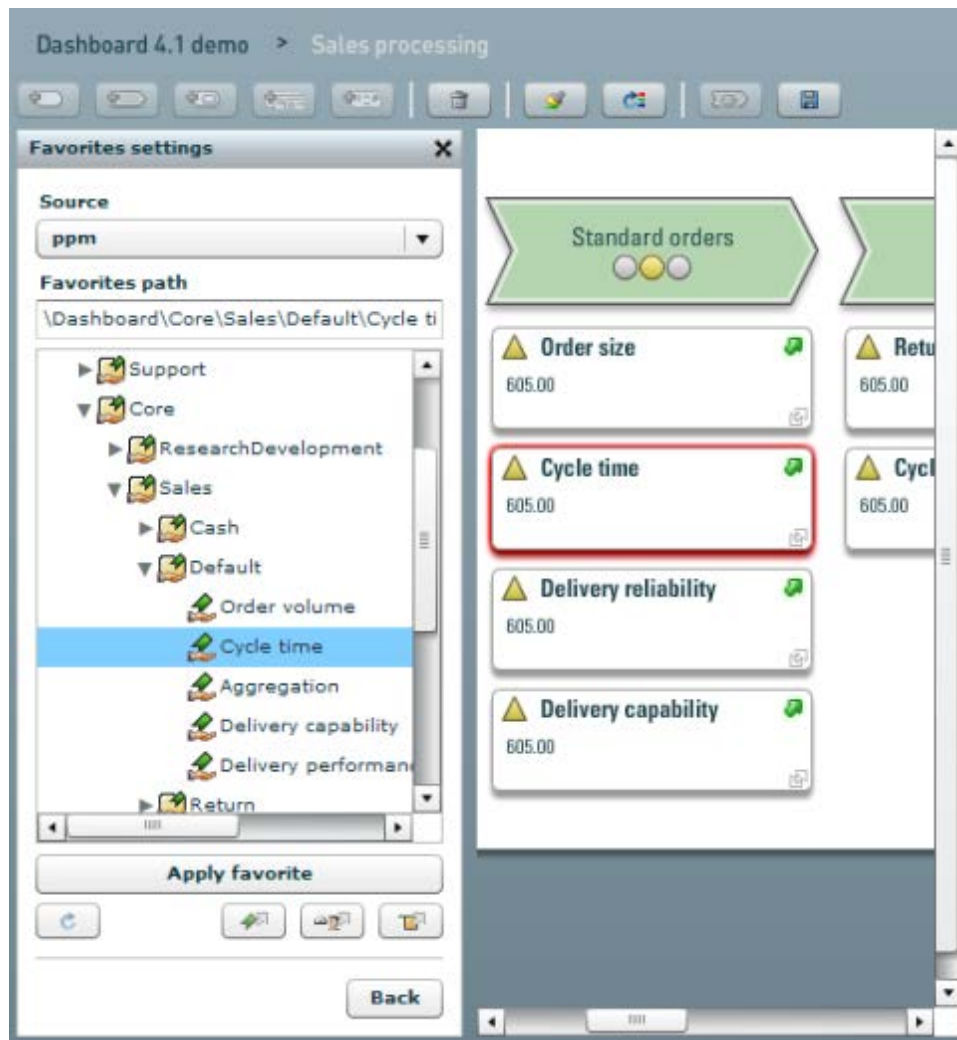 Dashboard 4.1 demo > Sales processing
Favorites settings
Source
ppm
Favorites path
\Dashboard\Core\Sales\Default\Cycle ti
Support
Core
ResearchDevelopment
Sales
Cash
Default
Order volume
Cycle time
Aggregation
Delivery capability
Delivery performan
Return
Apply favorite
Back
Standard orders
Order size
605.00
Cycle time
605.00
Delivery reliability
605.00
Delivery capability
605.00
Retu
605.00
Cycl
605.00